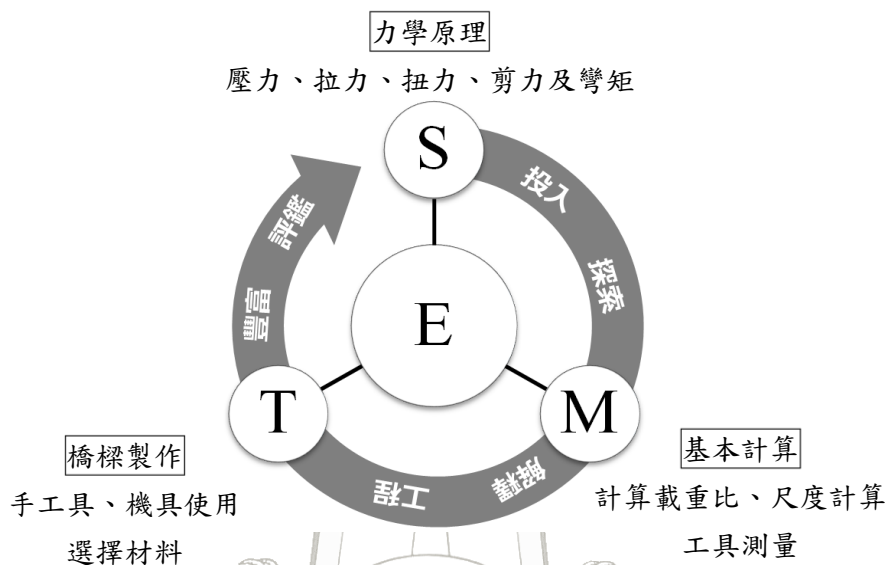 力學原理
壓力、拉力、扭力、剪力及彎矩
S
投入
探索
E
M
基本計算
計算載重比、尺度計算
工具測量
解釋
工程
T
橋樑製作
手工具、機具使用
選擇材料
豐富
評鑑